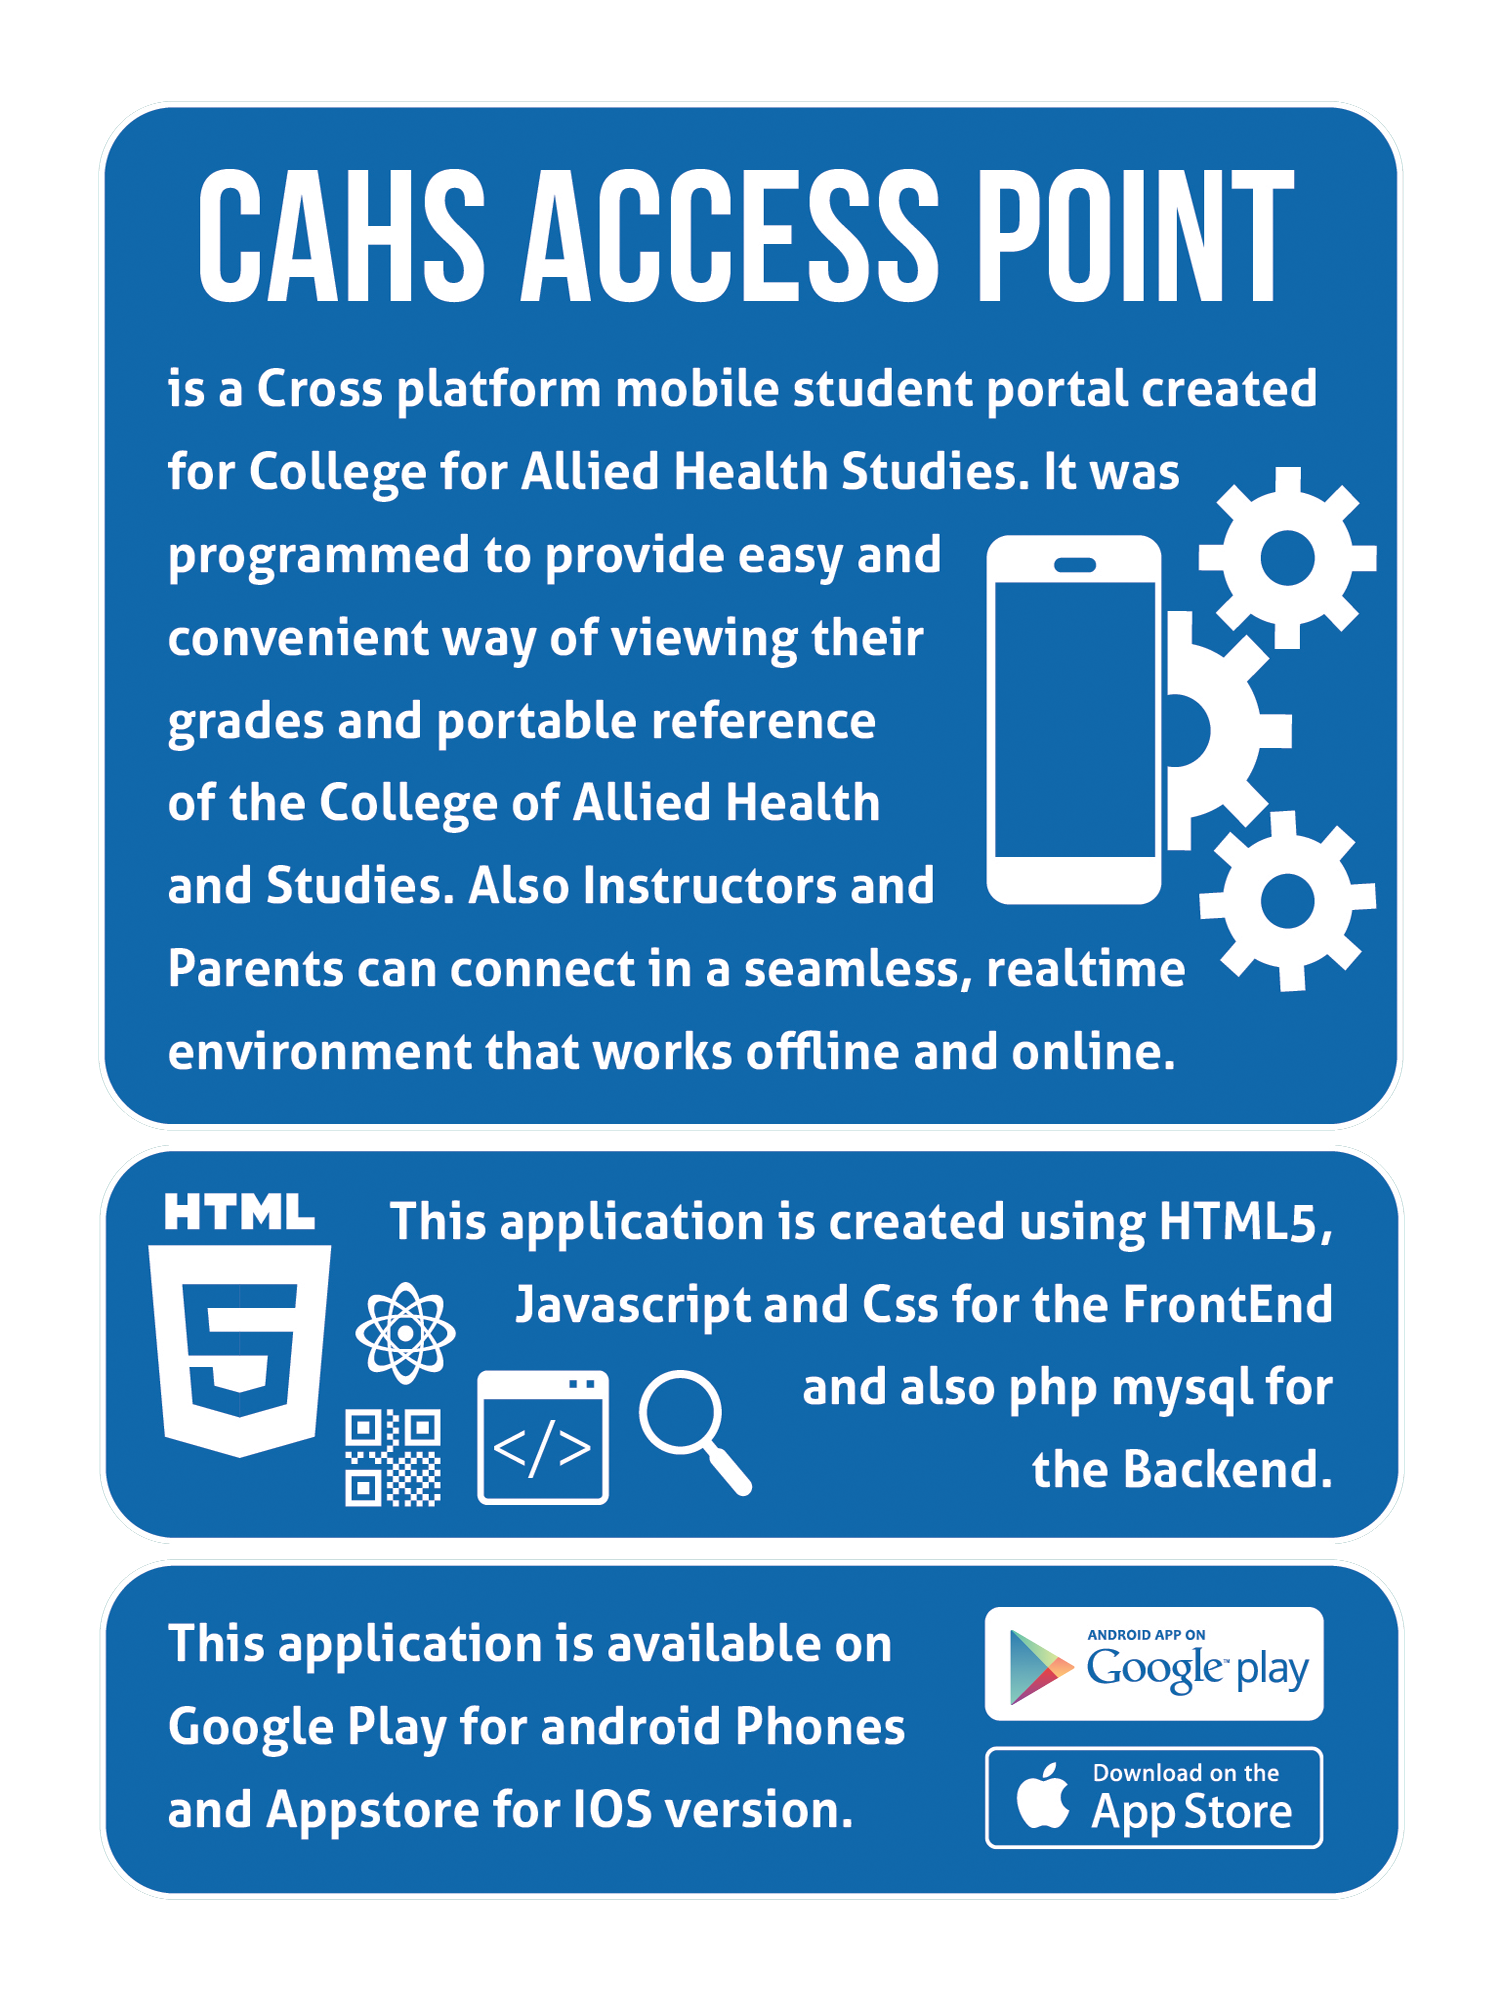 CAHS ACCESS POINT
is a Cross platform mobile student portal created
for College for Allied Health Studies. It was
programmed to provide easy and
convenient way of viewing their
grades and portable reference
of the College of Allied Health
and Studies. Also Instructors and
Parents can connect in a seamless, realtime
environment that works offline and online.
HTML
5
This application is created using HTML5,
Javascript and Css for the FrontEnd
and also php mysql for
the Backend.
</>
This application is available on
Google Play for android Phones
and Appstore for IOS version.
ANDROID APP ON
Google™ play
Download on the
App Store